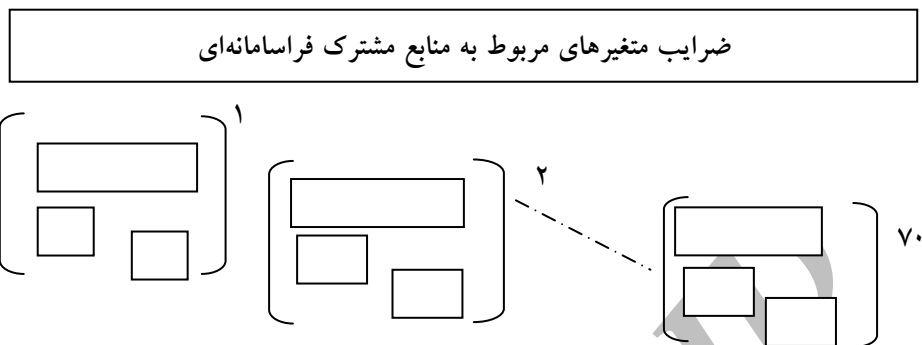 ضرایب متغیرهای مربوط به منابع مشترک فراسامانه‌ای
۱
۲
۷۰